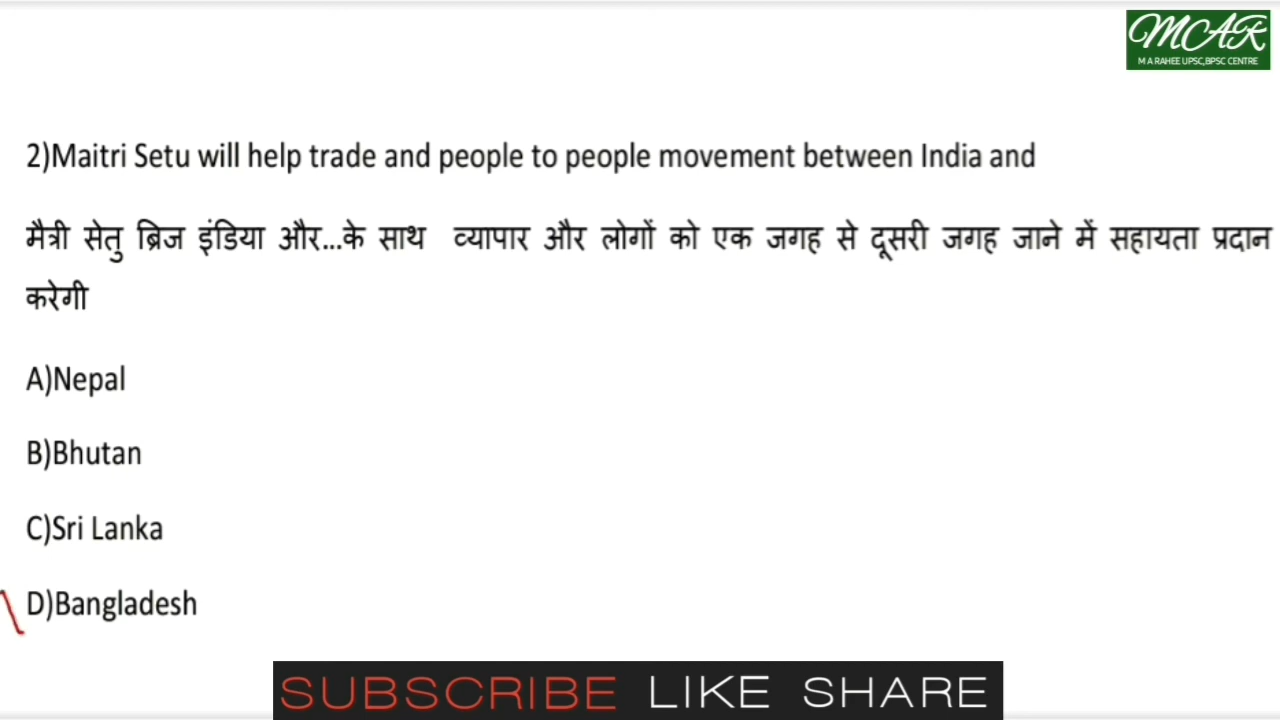 MCAR
M A RAHEE UPSC,BPSC CENTRE
2)Maitri Setu will help trade and people to people movement between India and
मैत्री सेतु ब्रिज इंडिया और...के साथ व्यापार और लोगों को एक जगह से दूसरी जगह जाने में सहायता प्रदान
करेगी
A)Nepal
B)Bhutan
C)Sri Lanka
D)Bangladesh
SUBSCRIBE LIKE SHARE